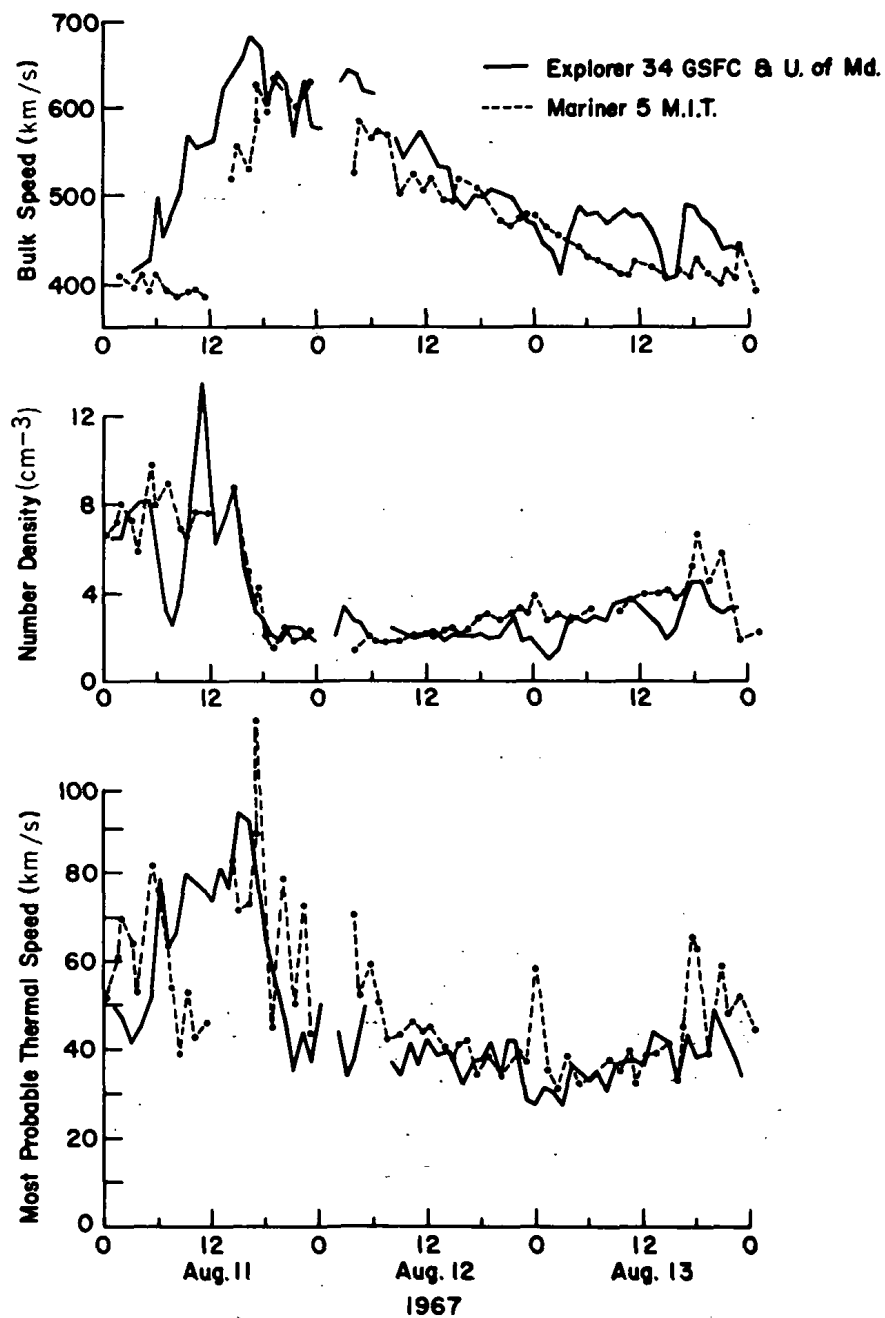 700
600
500
400
Bulk Speed (km/s)
Explorer 34 GSFC & U. of Md.
Mariner 5 M.I.T.
0 12 0 12 0 12 0
12
8
4
0
Number Density (cm-3)
0 12 0 12 0 12 0
100
80
60
40
20
0
Most Probable Thermal Speed (km/s)
0 12 0 12 0 12 0
Aug. 11 Aug. 12 Aug. 13
1967